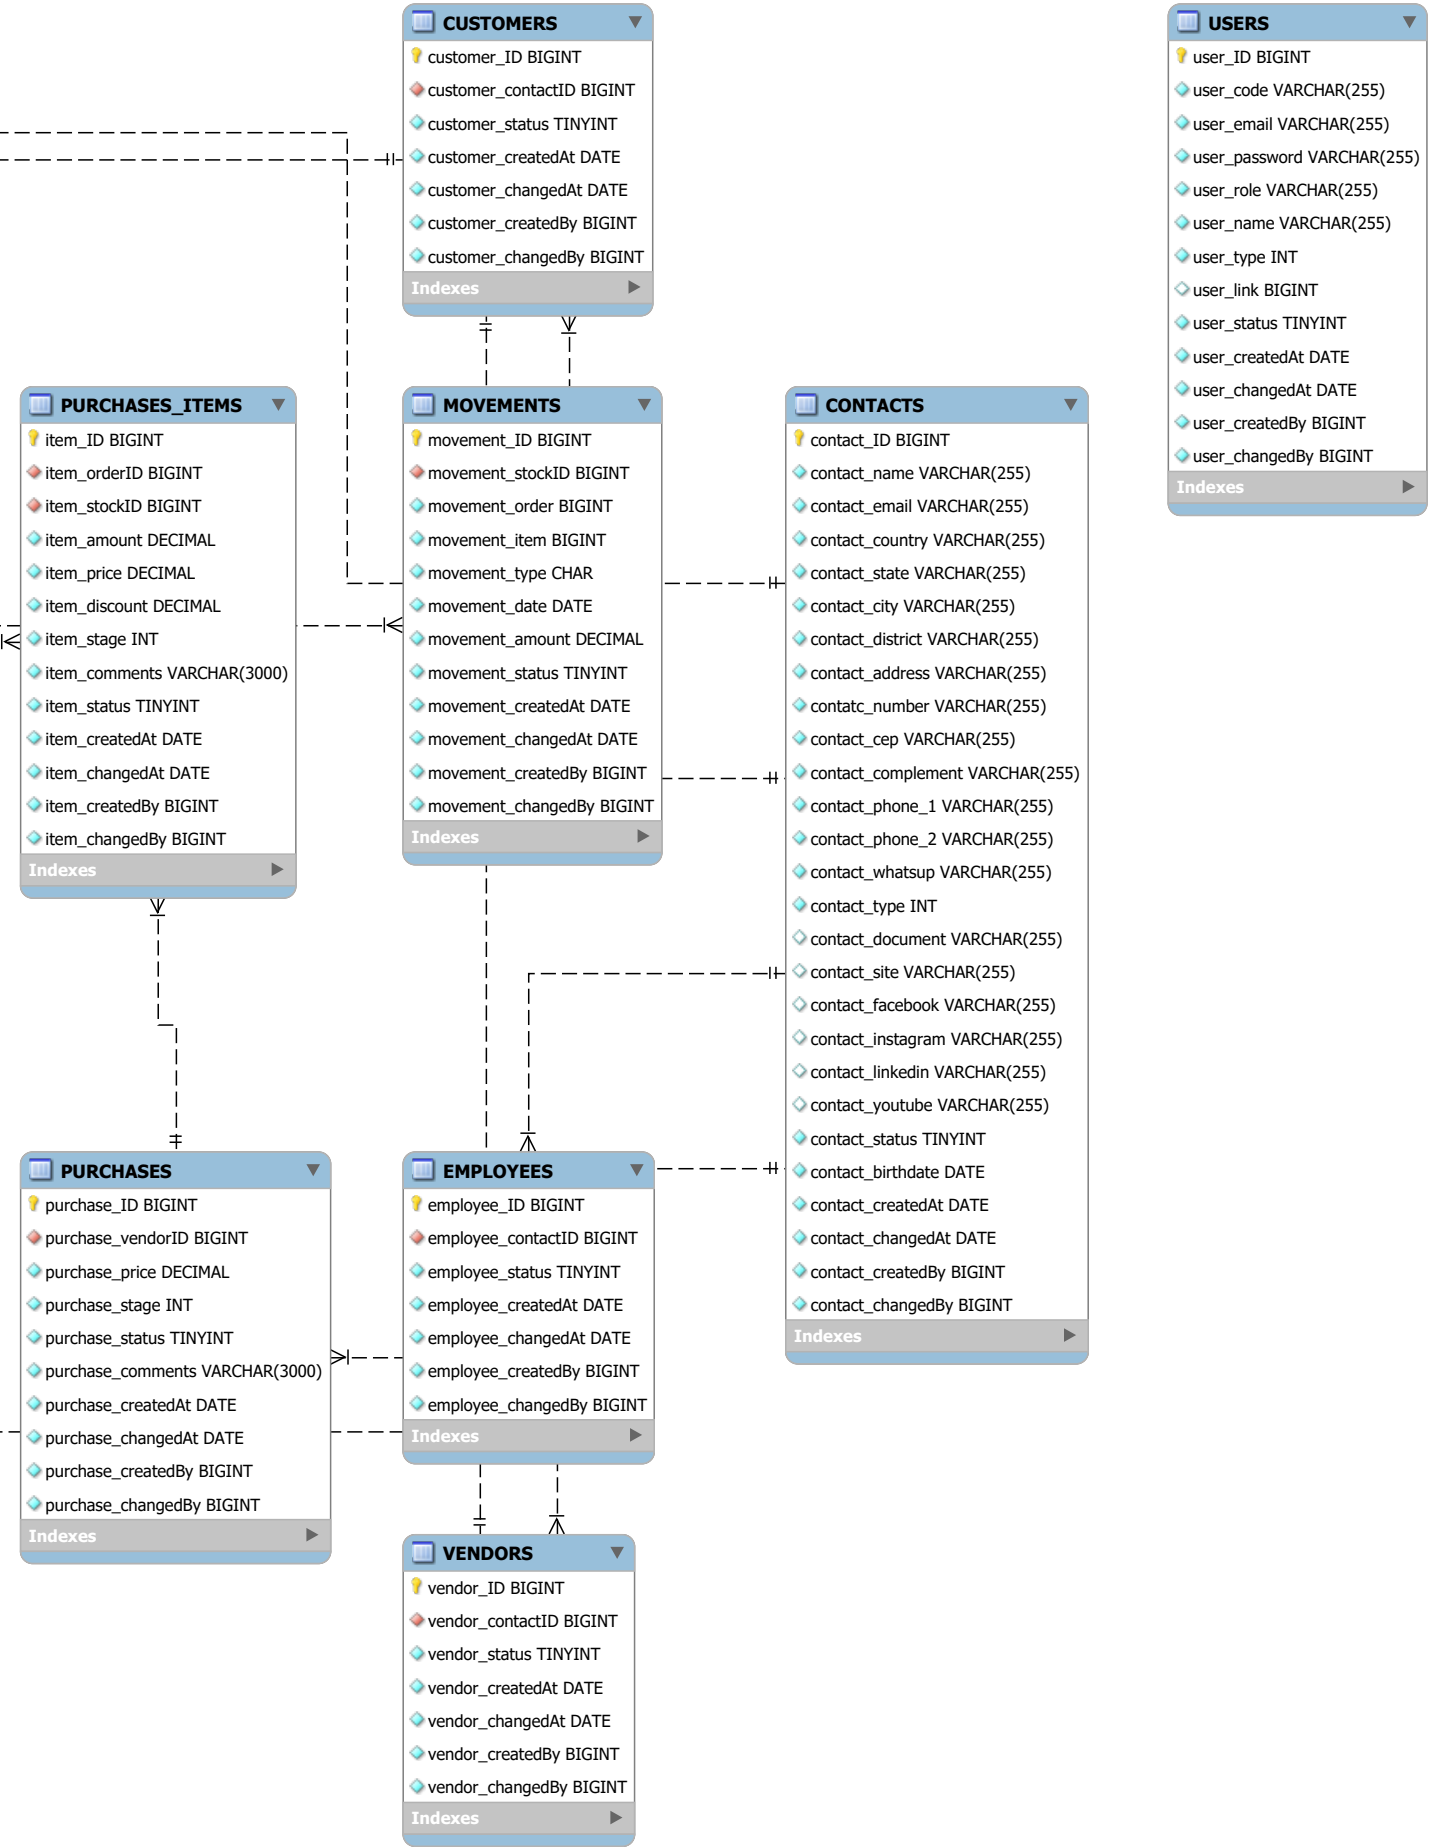 CUSTOMERS
customer_ID BIGINT
customer_contactID BIGINT
customer_status TINYINT
customer_createdAt DATE
customer_changedAt DATE
customer_createdBy BIGINT
customer_changedBy BIGINT
Indexes
USERS
user_ID BIGINT
user_code VARCHAR(255)
user_email VARCHAR(255)
user_password VARCHAR(255)
user_role VARCHAR(255)
user_name VARCHAR(255)
user_type INT
user_link BIGINT
user_status TINYINT
user_createdAt DATE
user_changedAt DATE
user_createdBy BIGINT
user_changedBy BIGINT
Indexes
PURCHASES_ITEMS
item_ID BIGINT
item_orderID BIGINT
item_stockID BIGINT
item_amount DECIMAL
item_price DECIMAL
item_discount DECIMAL
item_stage INT
item_comments VARCHAR(3000)
item_status TINYINT
item_createdAt DATE
item_changedAt DATE
item_createdBy BIGINT
item_changedBy BIGINT
Indexes
MOVEMENTS
movement_ID BIGINT
movement_stockID BIGINT
movement_order BIGINT
movement_item BIGINT
movement_type CHAR
movement_date DATE
movement_amount DECIMAL
movement_status TINYINT
movement_createdAt DATE
movement_changedAt DATE
movement_createdBy BIGINT
movement_changedBy BIGINT
Indexes
CONTACTS
contact_ID BIGINT
contact_name VARCHAR(255)
contact_email VARCHAR(255)
contact_country VARCHAR(255)
contact_state VARCHAR(255)
contact_city VARCHAR(255)
contact_district VARCHAR(255)
contact_address VARCHAR(255)
contatc_number VARCHAR(255)
contact_cep VARCHAR(255)
contact_complement VARCHAR(255)
contact_phone_1 VARCHAR(255)
contact_phone_2 VARCHAR(255)
contact_whatsup VARCHAR(255)
contact_type INT
contact_document VARCHAR(255)
contact_site VARCHAR(255)
contact_facebook VARCHAR(255)
contact_instagram VARCHAR(255)
contact_linkedin VARCHAR(255)
contact_youtube VARCHAR(255)
contact_status TINYINT
contact_birthdate DATE
contact_createdAt DATE
contact_changedAt DATE
contact_createdBy BIGINT
contact_changedBy BIGINT
Indexes
PURCHASES
purchase_ID BIGINT
purchase_vendorID BIGINT
purchase_price DECIMAL
purchase_stage INT
purchase_status TINYINT
purchase_comments VARCHAR(3000)
purchase_createdAt DATE
purchase_changedAt DATE
purchase_createdBy BIGINT
purchase_changedBy BIGINT
Indexes
EMPLOYEES
employee_ID BIGINT
employee_contactID BIGINT
employee_status TINYINT
employee_createdAt DATE
employee_changedAt DATE
employee_createdBy BIGINT
employee_changedBy BIGINT
Indexes
VENDORS
vendor_ID BIGINT
vendor_contactID BIGINT
vendor_status TINYINT
vendor_createdAt DATE
vendor_changedAt DATE
vendor_createdBy BIGINT
vendor_changedBy BIGINT
Indexes